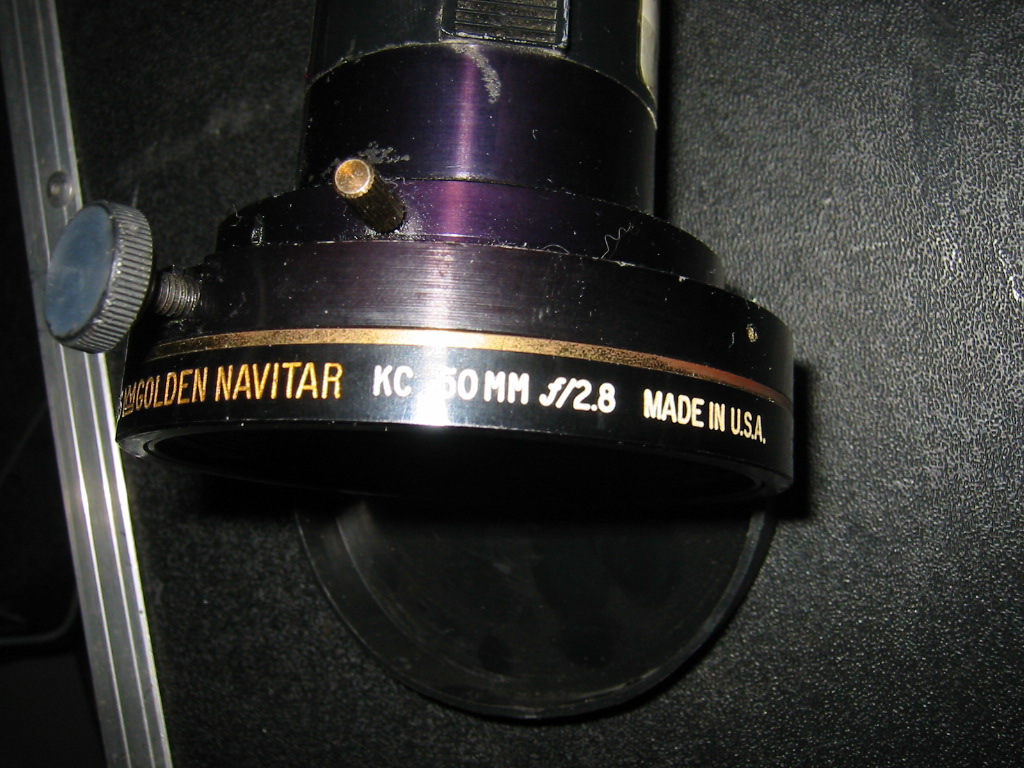 GOLDEN NAVITAR KC 50MM f/2.8 MADE IN U.S.A.